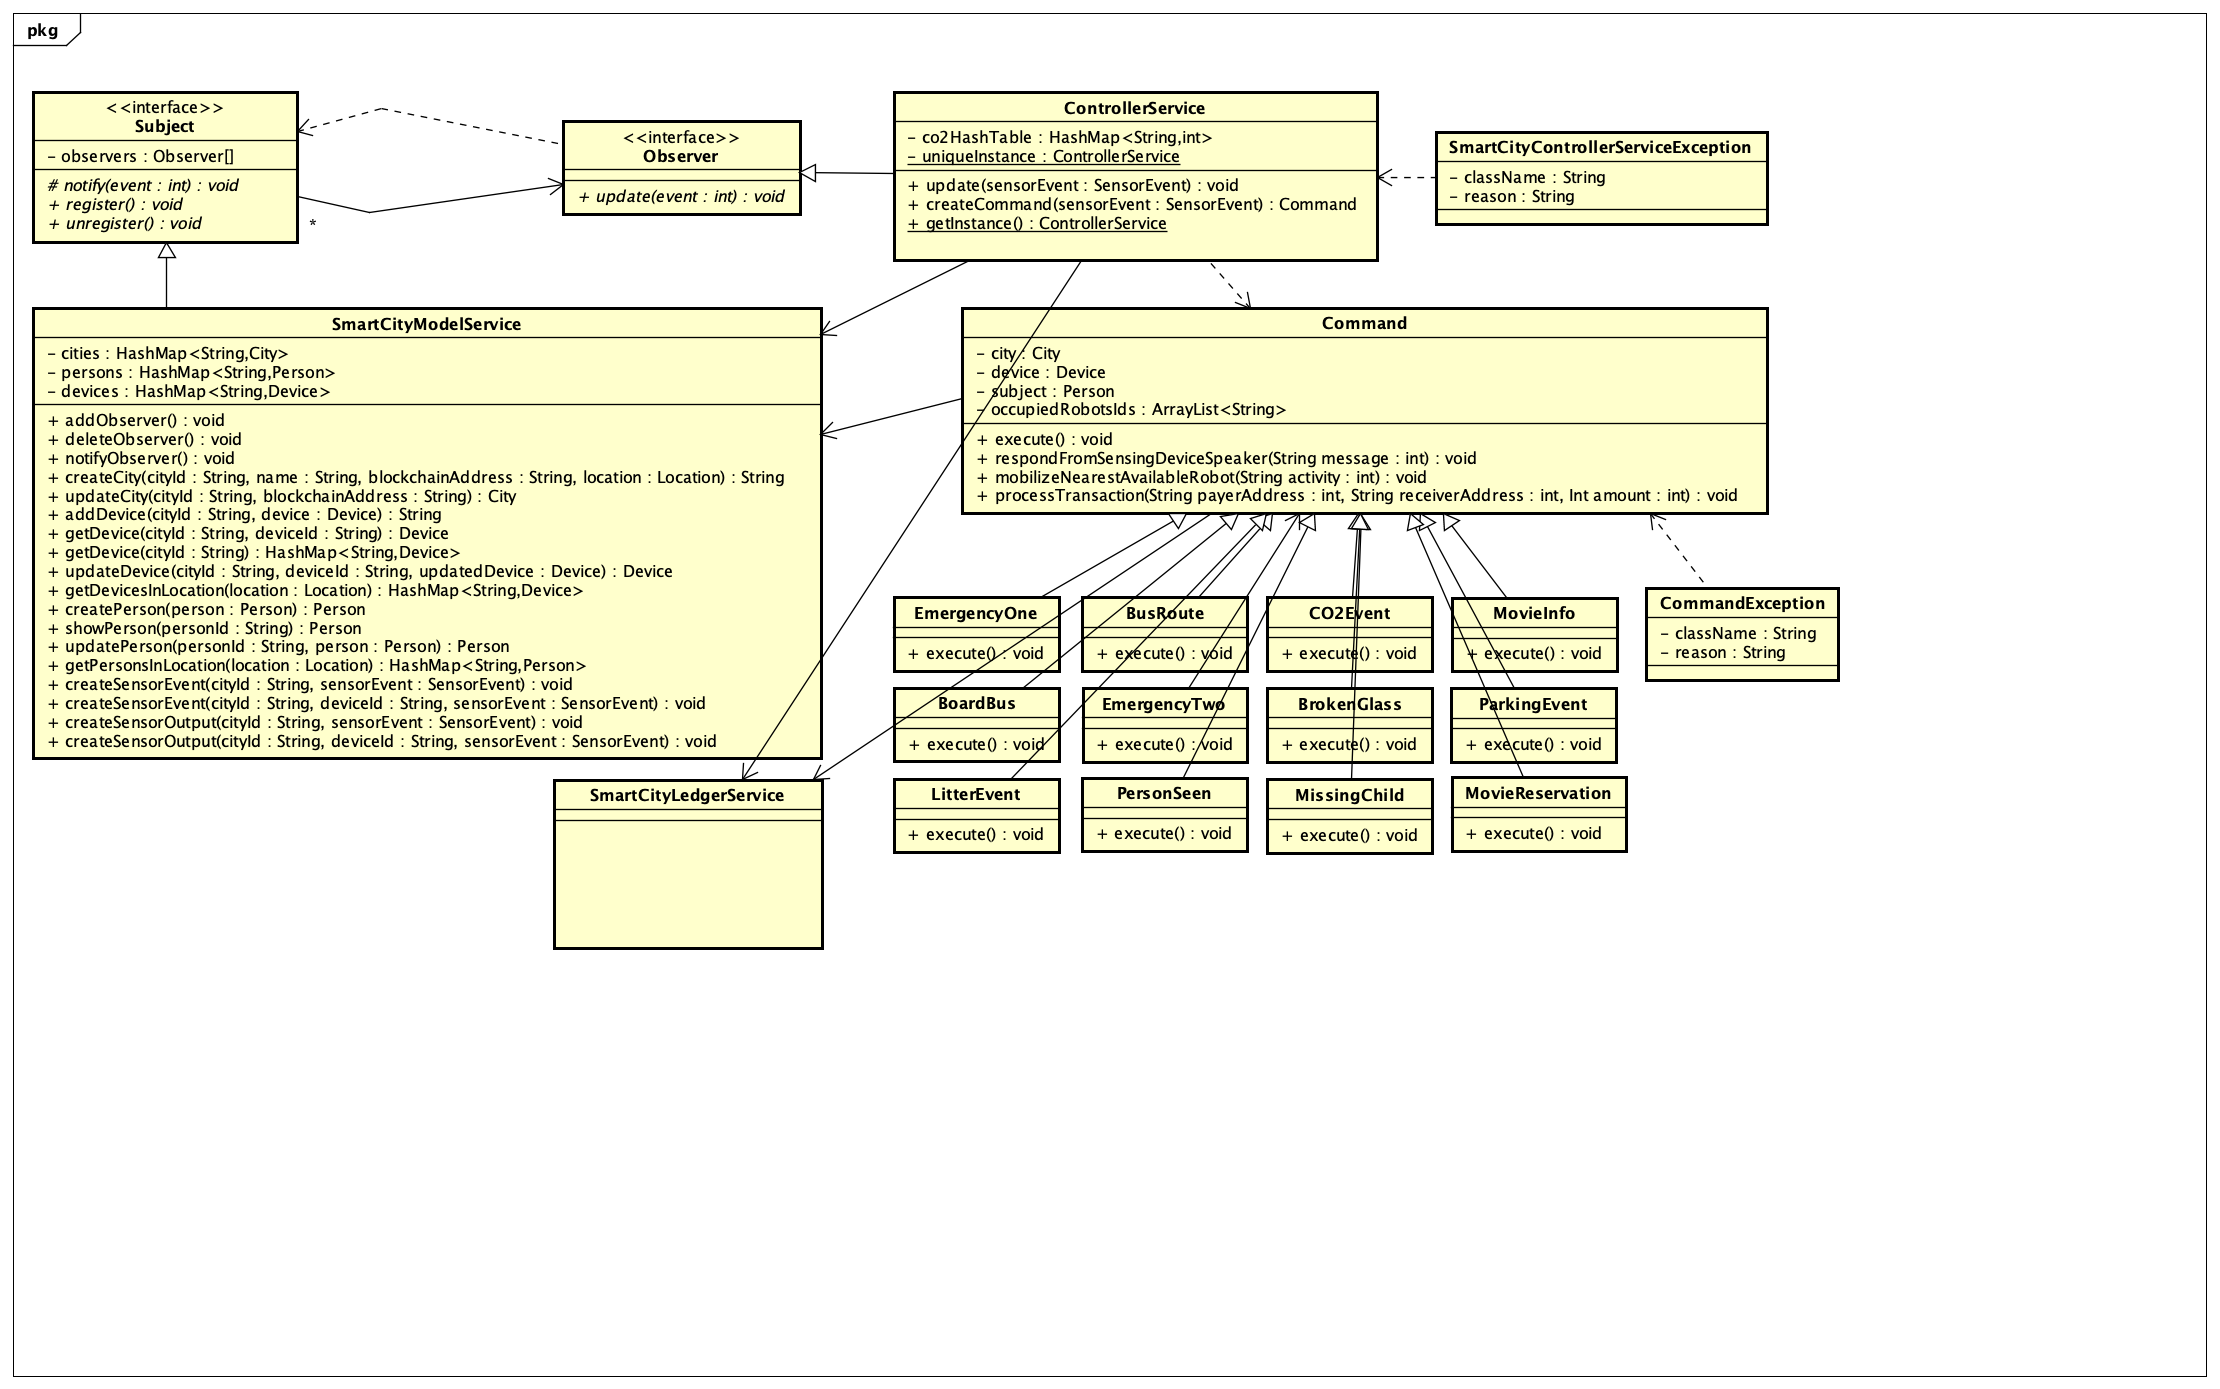 pkg
<<interface>>
Subject
- observers : Observer[]
# notify(event : int) : void
+ register() : void
+ unregister() : void
*
<<interface>>
Observer
+ update(event : int) : void
ControllerService
- co2HashTable : HashMap<String,int>
- uniqueInstance : ControllerService
+ update(sensorEvent : SensorEvent) : void
+ createCommand(sensorEvent : SensorEvent) : Command
+ getInstance() : ControllerService
SmartCityControllerServiceException
- className : String
- reason : String
SmartCityModelService
- cities : HashMap<String,City>
- persons : HashMap<String,Person>
- devices : HashMap<String,Device>
+ addObserver() : void
+ deleteObserver() : void
+ notifyObserver() : void
+ createCity(cityId : String, name : String, blockchainAddress : String, location : Location) : String
+ updateCity(cityId : String, blockchainAddress : String) : City
+ addDevice(cityId : String, device : Device) : String
+ getDevice(cityId : String, deviceId : String) : Device
+ getDevice(cityId : String) : HashMap<String,Device>
+ updateDevice(cityId : String, deviceId : String, updatedDevice : Device) : Device
+ getDevicesInLocation(location : Location) : HashMap<String,Device>
+ createPerson(person : Person) : Person
+ showPerson(personId : String) : Person
+ updatePerson(personId : String, person : Person) : Person
+ getPersonsInLocation(location : Location) : HashMap<String,Person>
+ createSensorEvent(cityId : String, sensorEvent : SensorEvent) : void
+ createSensorEvent(cityId : String, deviceId : String, sensorEvent : SensorEvent) : void
+ createSensorOutput(cityId : String, sensorEvent : SensorEvent) : void
+ createSensorOutput(cityId : String, deviceId : String, sensorEvent : SensorEvent) : void
Command
- city : City
- device : Device
- subject : Person
- occupiedRobotsIds : ArrayList<String>
+ execute() : void
+ respondFromSensingDeviceSpeaker(String message : int) : void
+ mobilizeNearestAvailableRobot(String activity : int) : void
+ processTransaction(String payerAddress : int, String receiverAddress : int, Int amount : int) : void
EmergencyOne
+ execute() : void
BusRoute
+ execute() : void
CO2Event
+ execute() : void
MovieInfo
+ execute() : void
CommandException
- className : String
- reason : String
BoardBus
+ execute() : void
EmergencyTwo
+ execute() : void
BrokenGlass
+ execute() : void
ParkingEvent
+ execute() : void
LitterEvent
+ execute() : void
PersonSeen
+ execute() : void
MissingChild
+ execute() : void
MovieReservation
+ execute() : void
SmartCityLedgerService